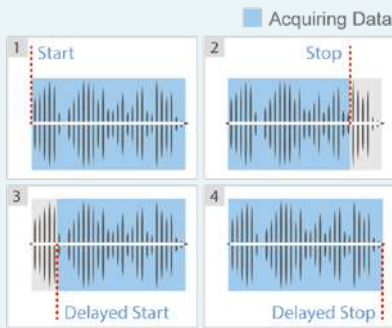 Acquiring Data
1
Start
2
Stop
3
Delayed Start
4
Delayed Stop